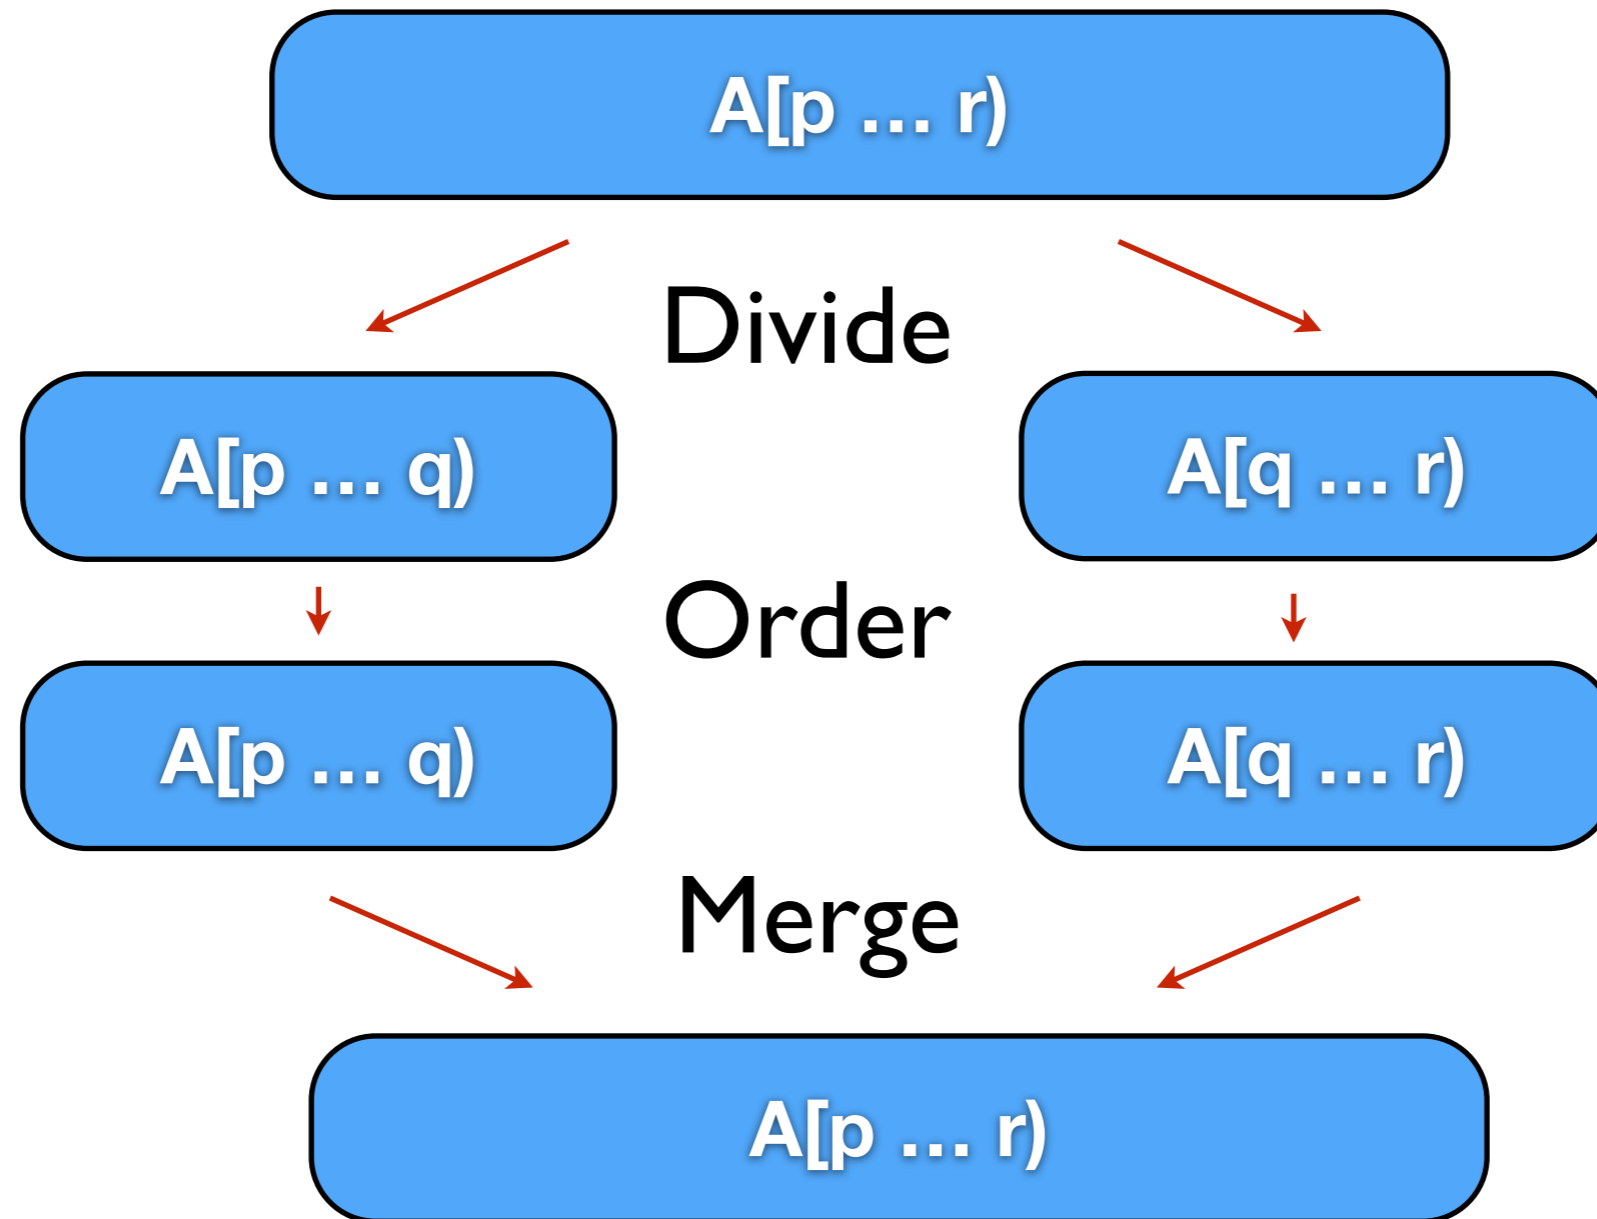 A[p ... r)
Divide
A[p ... q)
A[q ... r)
Order
A[p ... q)
A[q ... r)
Merge
A[p ... r)